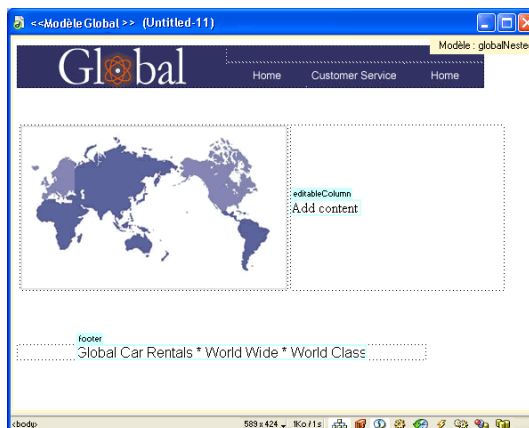 <<Modèle Global >> (Untitled-11)
Modèle : globalNeste
Global
Home Customer Service Home
editableColumn
Add content
footer
Global Car Rentals * World Wide * World Class
<body> 589 x 424 1Ko / 1 s